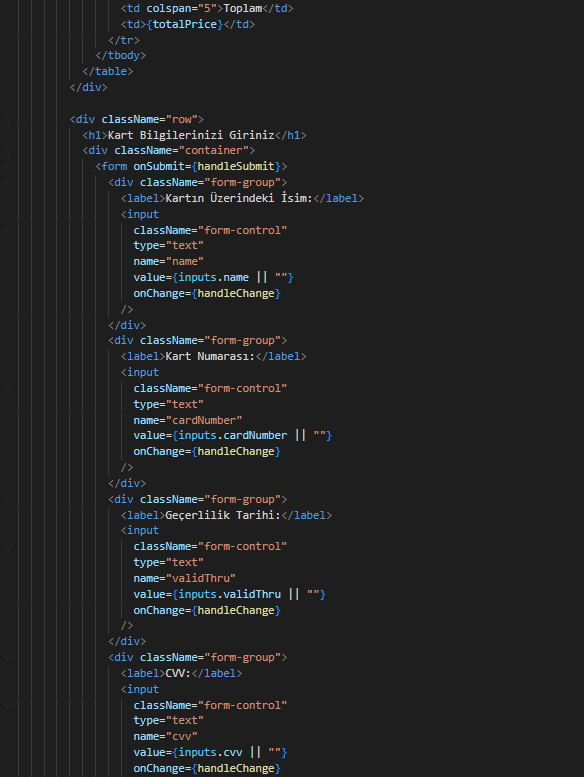 <td colspan="5">Toplam</td>
<td>{totalPrice}</td>
</tr>
</tbody>
</table>
</div>
<div className="row">
<h1>Kart Bilgilerinizi Giriniz</h1>
<div className="container">
<form onSubmit={handleSubmit}>
<div className="form-group">
<label>Kartın Üzerindeki İsim:</label>
<input
className="form-control"
type="text"
name="name"
value={inputs.name || ""}
onChange={handleChange}
/>
</div>
<div className="form-group">
<label>Kart Numarası:</label>
<input
className="form-control"
type="text"
name="cardNumber"
value={inputs.cardNumber || ""}
onChange={handleChange}
/>
</div>
<div className="form-group">
<label>Geçerlilik Tarihi:</label>
<input
className="form-control"
type="text"
name="validThru"
value={inputs.validThru || ""}
onChange={handleChange}
/>
</div>
<div className="form-group">
<label>CVV:</label>
<input
className="form-control"
type="text"
name="cvv"
value={inputs.cvv || ""}
onChange={handleChange}